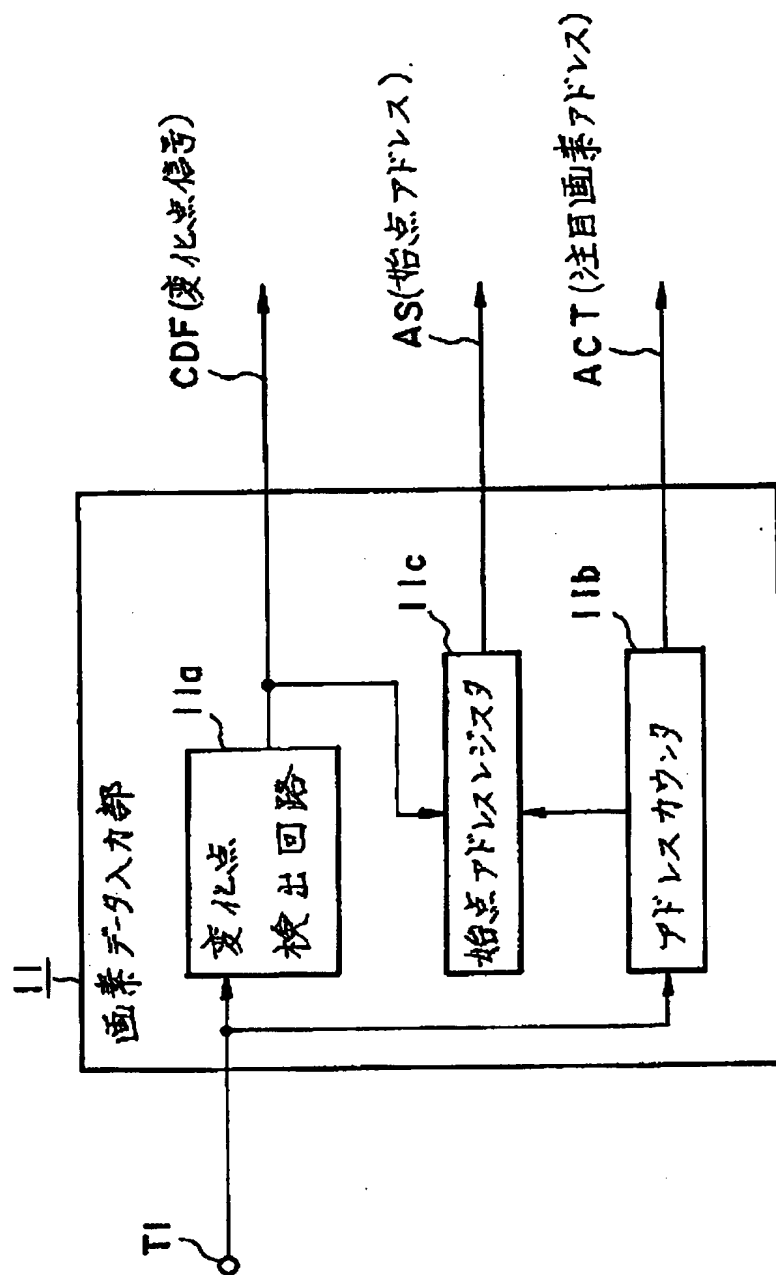 11
画素データ入力部
T1
変化点
検出回路
11a
CDF(変化点信号)
始点アドレスレジスタ
11c
AS(始点アドレス)
アドレスカウンタ
11b
ACT(注目画素アドレス)